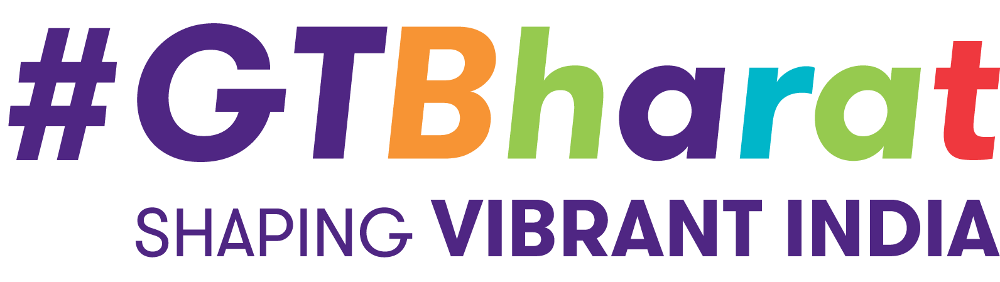 #GTBharat
SHAPING VIBRANT INDIA